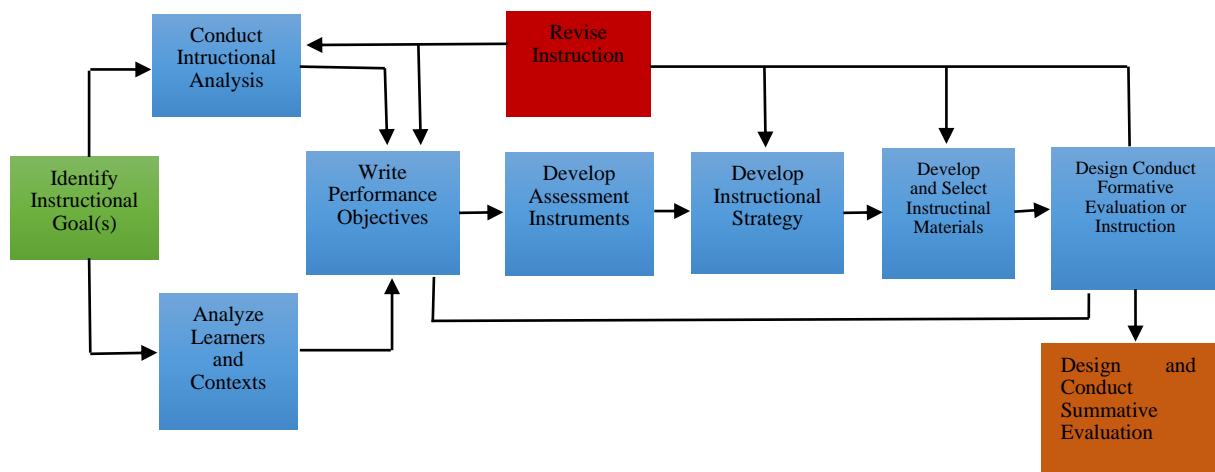 Conduct
Intructional
Analysis
Revise
Instruction
Identify
Instructional
Goal(s)
Write
Performance
Objectives
Develop
Assessment
Instruments
Develop
Instructional
Strategy
Develop
and Select
Instructinal
Materials
Design Conduct
Formative
Evaluation or
Instruction
Analyze
Learners
and
Contexts
Design and
Conduct
Summative
Evaluation